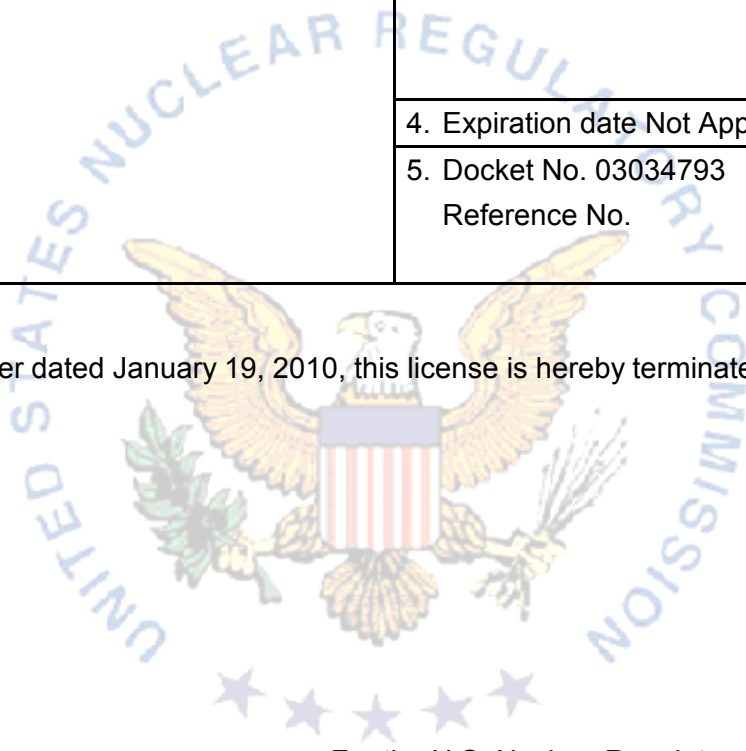 UNITED STATES NUCLEAR REGULATORY COMMISSION
4. Expiration date Not App
5. Docket No. 03034793
Reference No.
er dated January 19, 2010, this license is hereby terminate